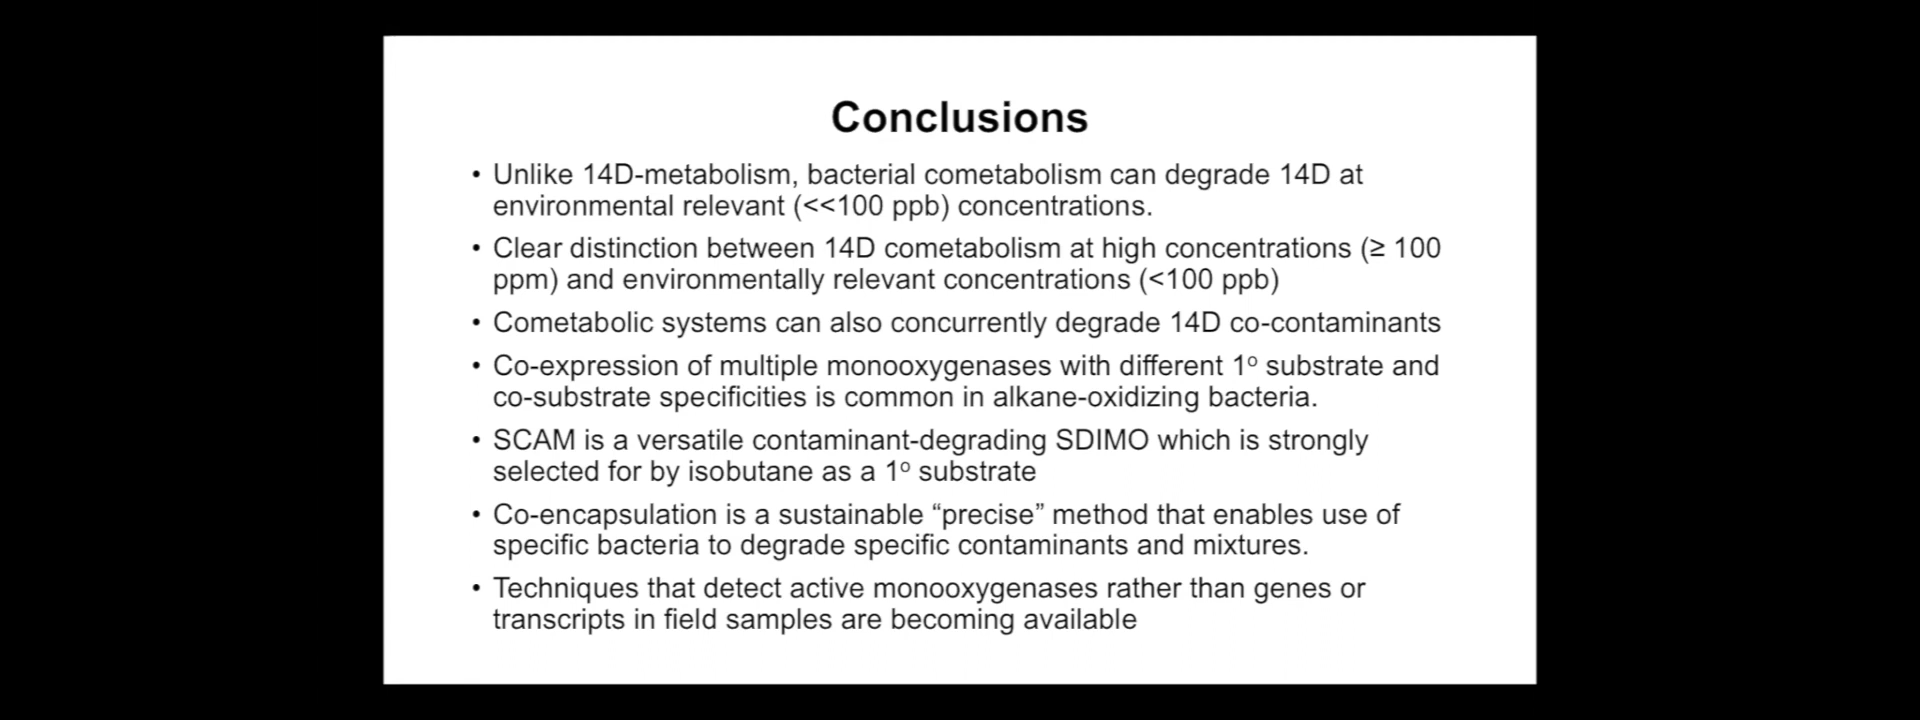 Conclusions
• Unlike 14D-metabolism, bacterial cometabolism can degrade 14D at
environmental relevant (<<100 ppb) concentrations.
• Clear distinction between 14D cometabolism at high concentrations (≥ 100
ppm) and environmentally relevant concentrations (<100 ppb)
• Cometabolic systems can also concurrently degrade 14D co-contaminants
• Co-expression of multiple monooxygenases with different 1º substrate and
co-substrate specificities is common in alkane-oxidizing bacteria.
• SCAM is a versatile contaminant-degrading SDIMO which is strongly
selected for by isobutane as a 1º substrate
• Co-encapsulation is a sustainable “precise” method that enables use of
specific bacteria to degrade specific contaminants and mixtures.
• Techniques that detect active monooxygenases rather than genes or
transcripts in field samples are becoming available